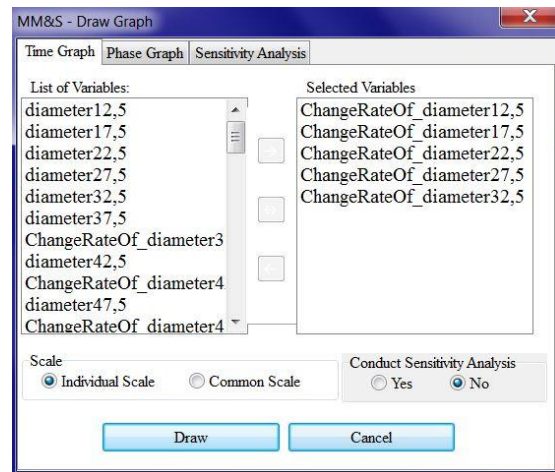 MM&S - Draw Graph
Time Graph Phase Graph Sensitivity Analysis
List of Variables:
diameter12,5
diameter17,5
diameter22,5
diameter27,5
diameter32,5
diameter37,5
ChangeRateOf_diameter3
diameter42,5
ChangeRateOf_diameter4
diameter47,5
ChangeRateOf_diameter4
Selected Variables
ChangeRateOf_diameter12,5
ChangeRateOf_diameter17,5
ChangeRateOf_diameter22,5
ChangeRateOf_diameter27,5
ChangeRateOf_diameter32,5
Scale
Individual Scale Common Scale
Conduct Sensitivity Analysis
Yes No
Draw Cancel